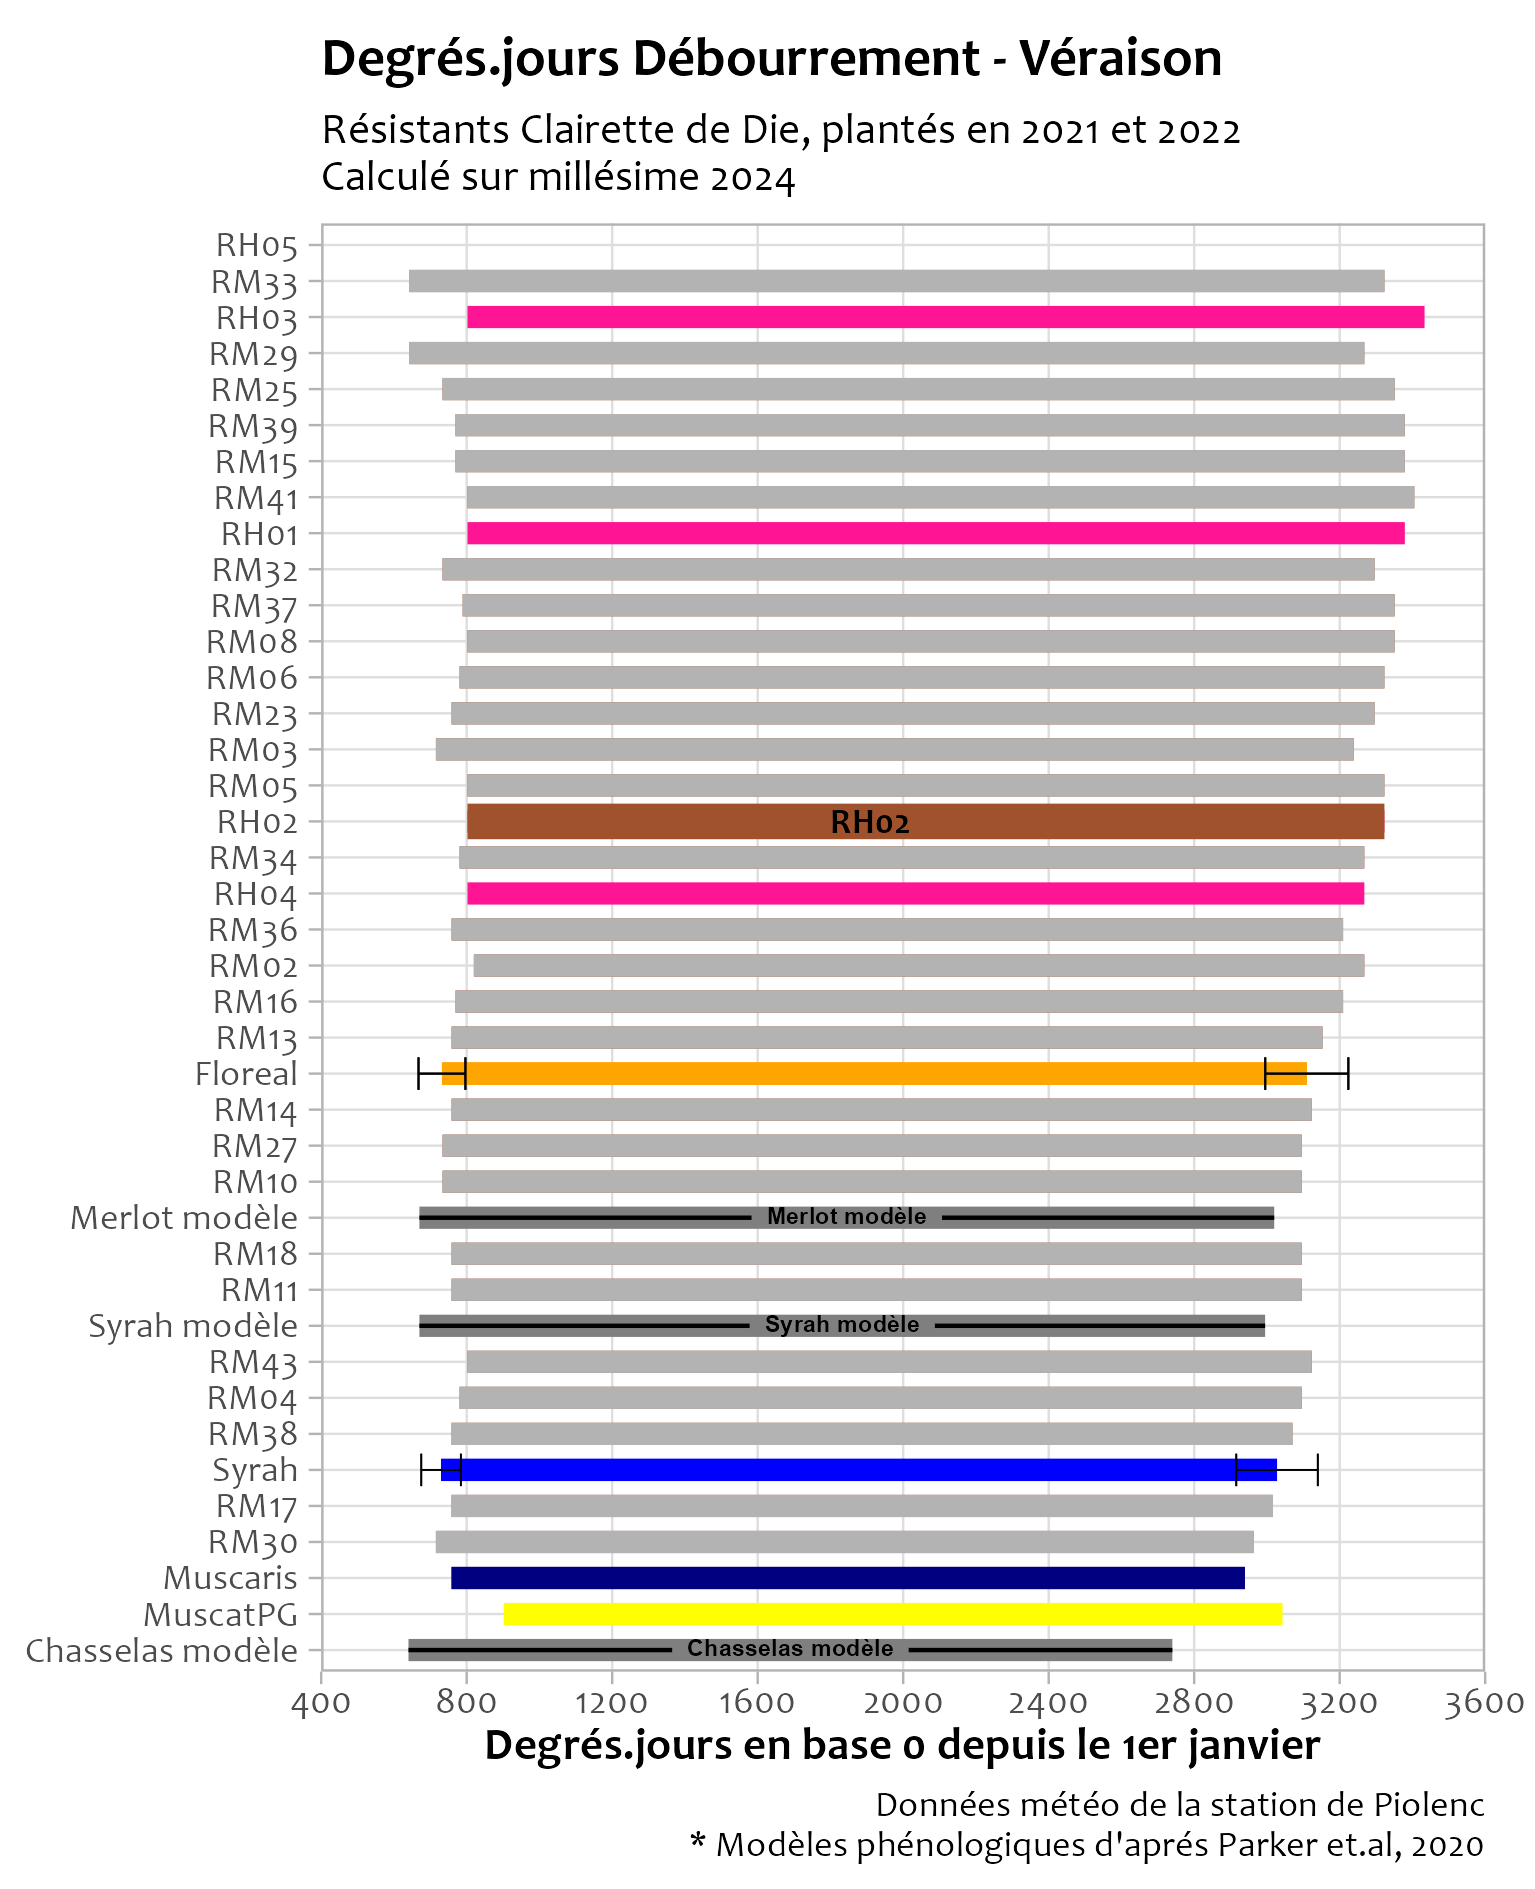 Degrés.jours Débourrement - Véraison
Résistants Clairette de Die, plantés en 2021 et 2022
Calculé sur millésime 2024
RH05
RM33
RH03
RM29
RM25
RM39
RM15
RM41
RH01
RM32
RM37
RM08
RM06
RM23
RM03
RM05
RH02 RH02
RM34
RH04
RM36
RM02
RM16
RM13
Floreal
RM14
RM27
RM10
Merlot modèle Merlot modèle
RM18
RM11
Syrah modèle Syrah modèle
RM43
RM04
RM38
Syrah
RM17
RM30
Muscaris
MuscatPG
Chasselas modèle Chasselas modèle
400 800 1200 1600 2000 2400 2800 3200 3600
Degrés.jours en base 0 depuis le 1er janvier
Données météo de la station de Piolenc
* Modèles phénologiques d'aprés Parker et.al, 2020